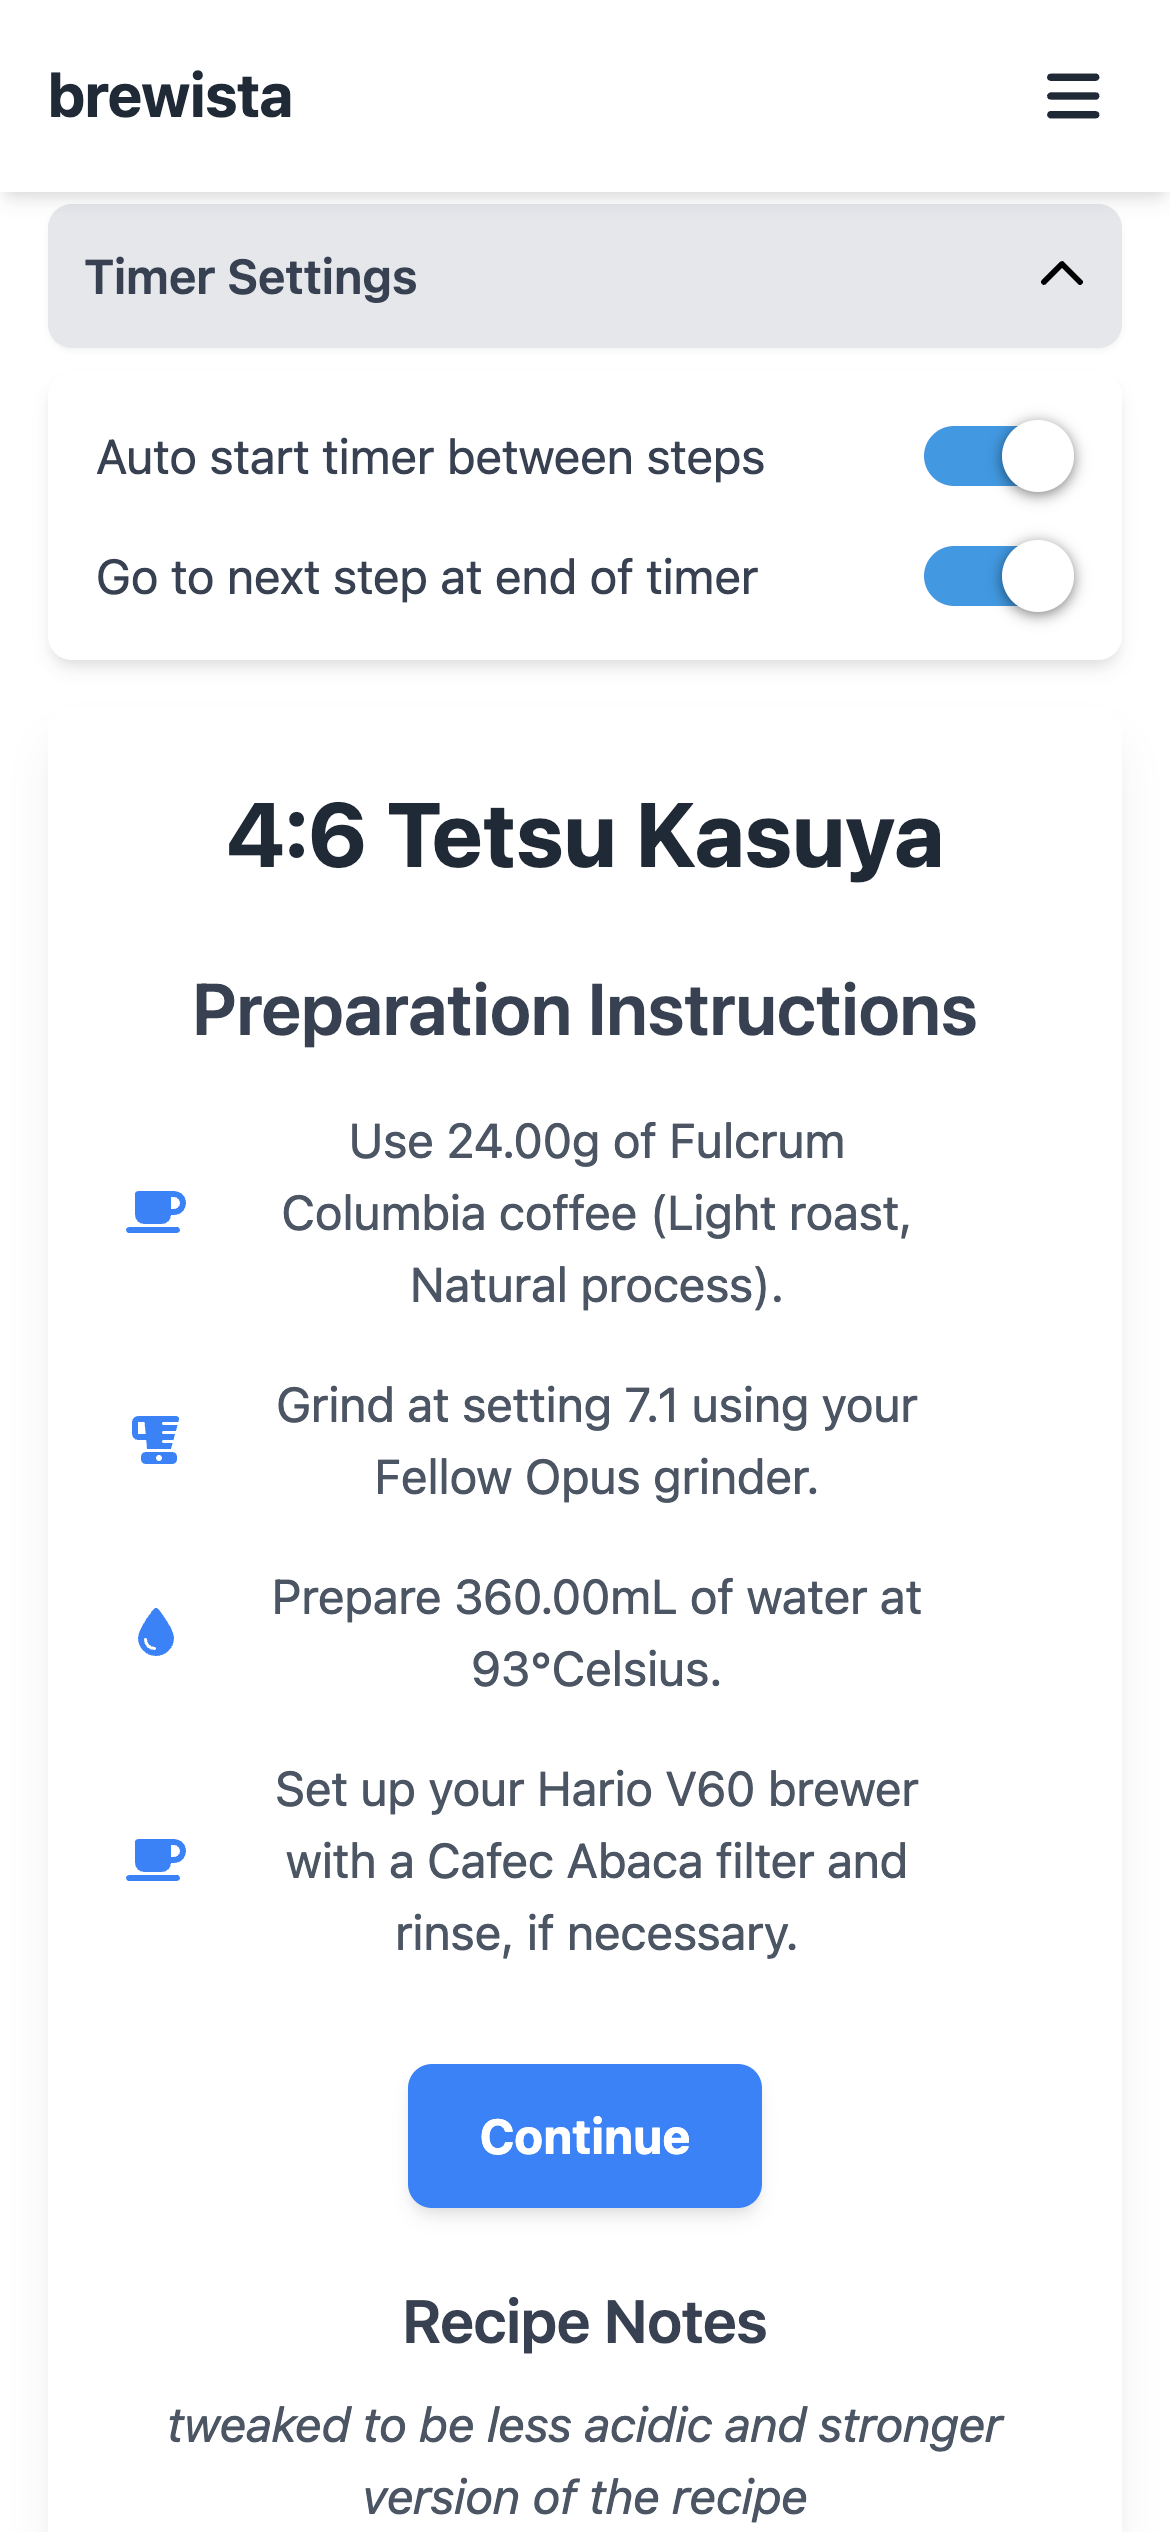 brewista
Timer Settings
Auto start timer between steps
Go to next step at end of timer
4:6 Tetsu Kasuya
Preparation Instructions
Use 24.00g of Fulcrum
Columbia coffee (Light roast,
Natural process).
Grind at setting 7.1 using your
Fellow Opus grinder.
Prepare 360.00mL of water at
93°Celsius.
Set up your Hario V60 brewer
with a Cafec Abaca filter and
rinse, if necessary.
Continue
Recipe Notes
tweaked to be less acidic and stronger
version of the recipe